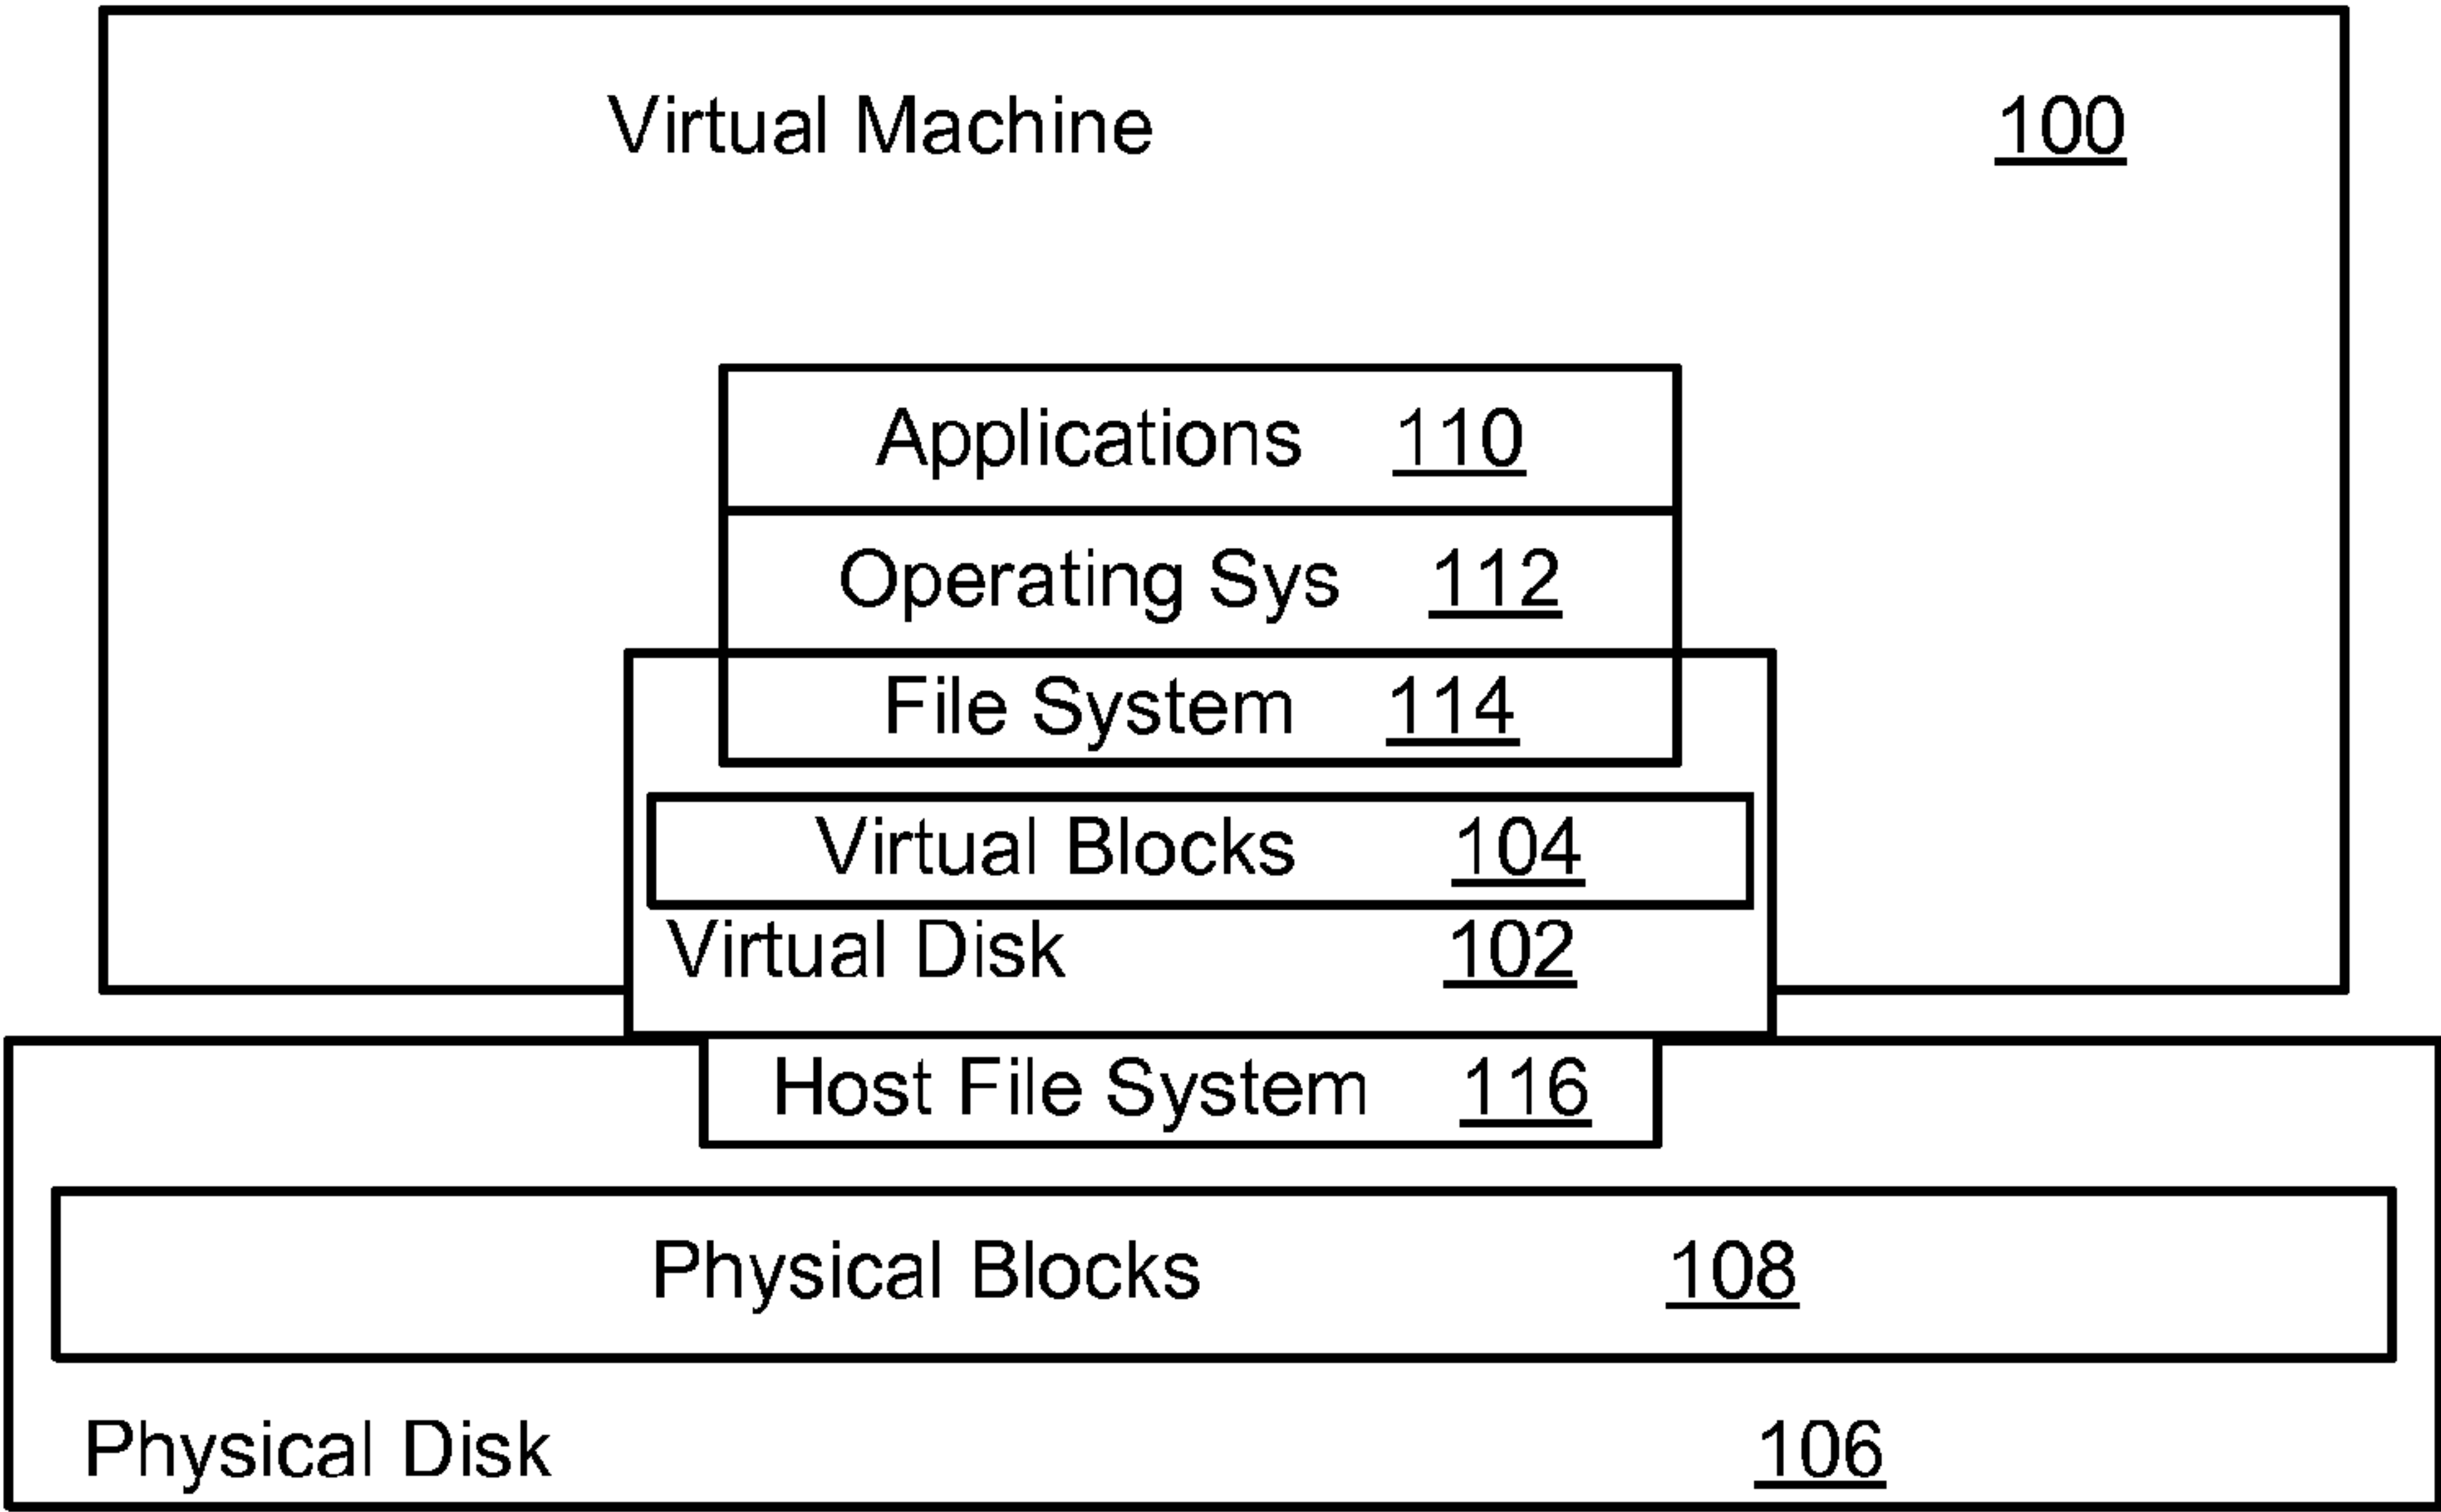 Virtual Machine 100
Applications 110
Operating Sys 112
File System 114
Virtual Blocks 104
Virtual Disk 102
Host File System 116
Physical Blocks 108
Physical Disk 106